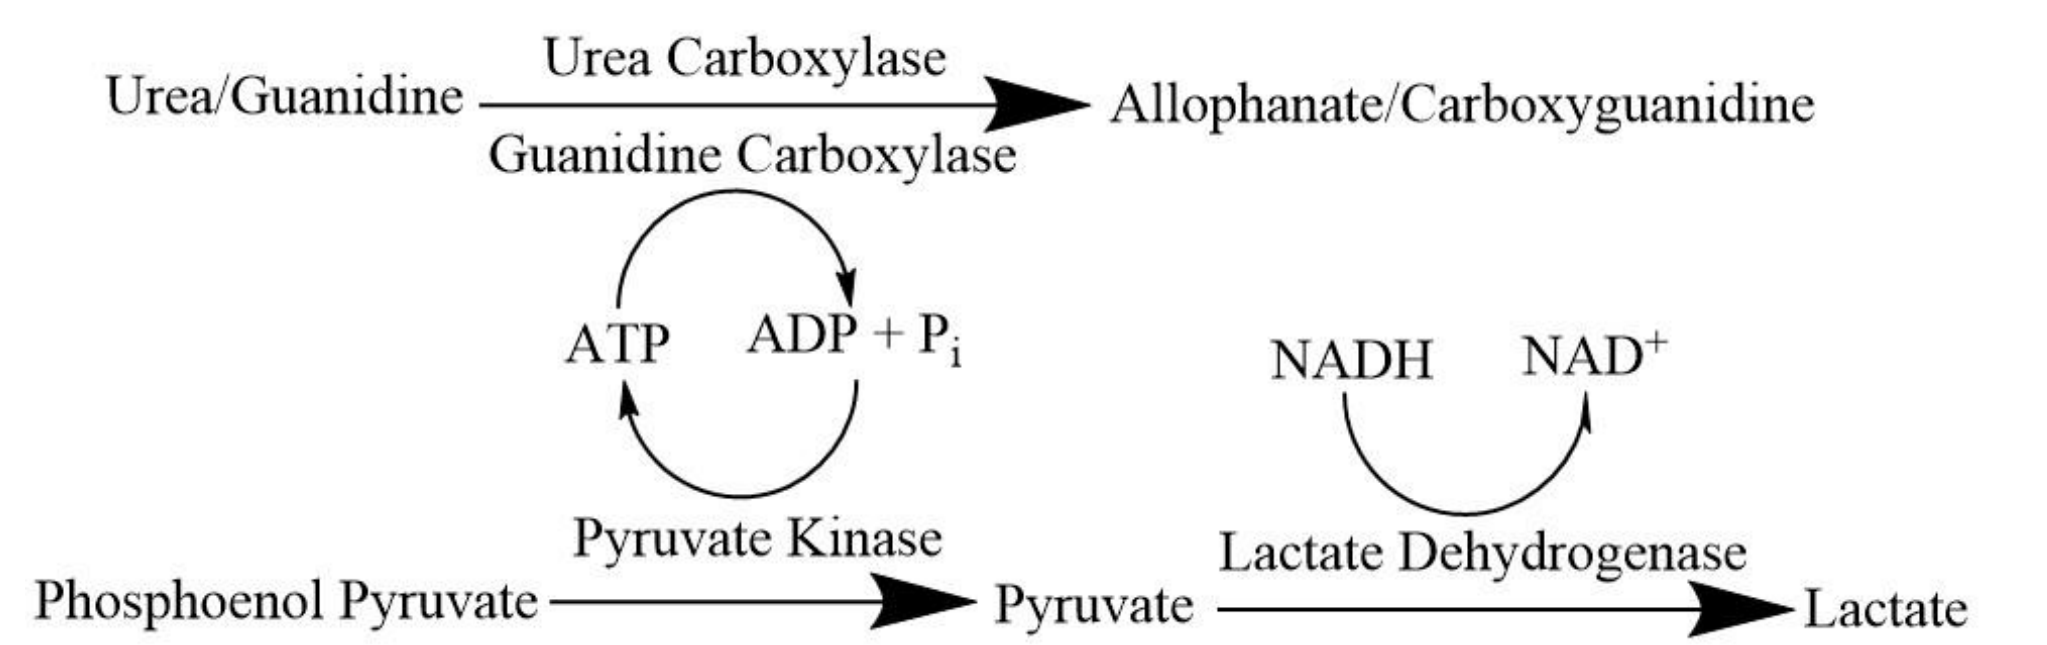 Urea Carboxylase
Urea/Guanidine
Allophanate/Carboxyguanidine
Guanidine Carboxylase
ATP
ADP + Pi
NADH
NAD+
Pyruvate Kinase
Lactate Dehydrogenase
Phosphoenol Pyruvate
Pyruvate
Lactate